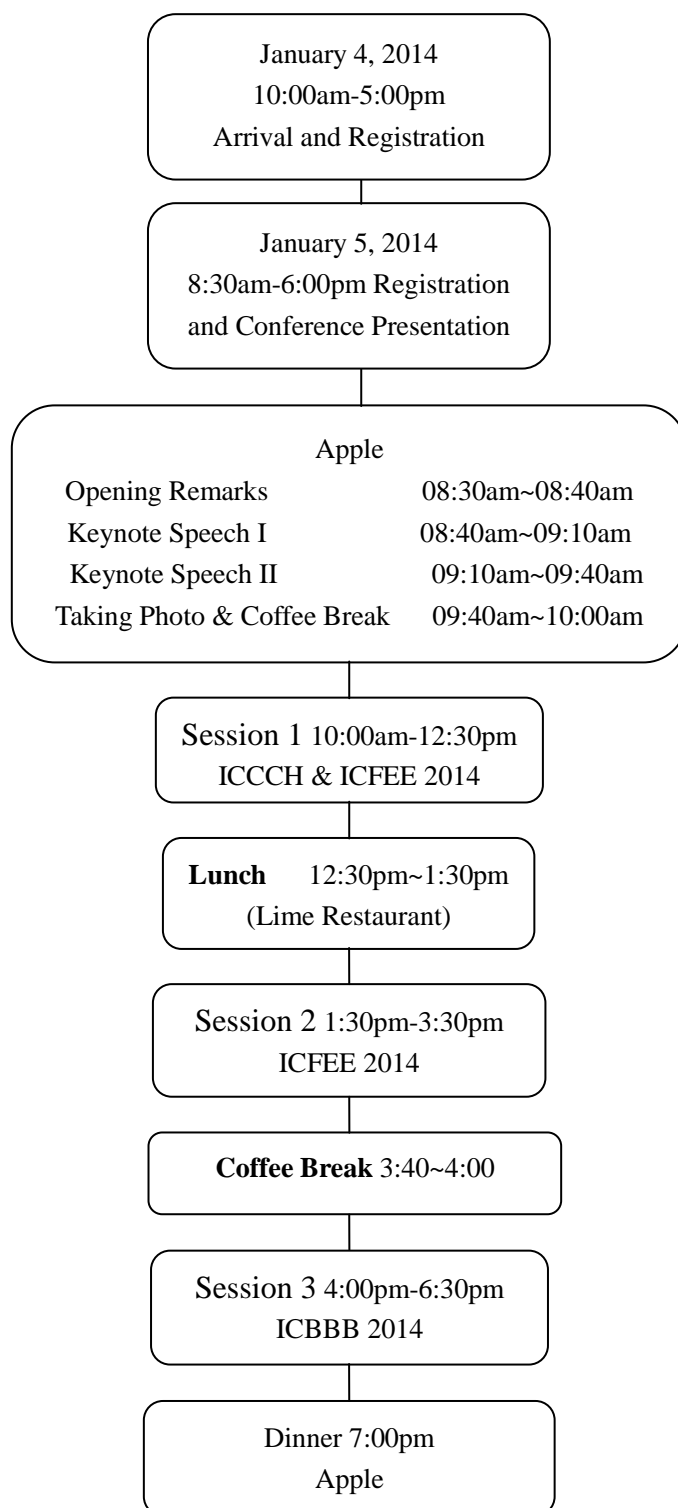 January 4, 2014
10:00am-5:00pm
Arrival and Registration
January 5, 2014
8:30am-6:00pm Registration
and Conference Presentation
Apple
Opening Remarks 08:30am~08:40am
Keynote Speech I 08:40am~09:10am
Keynote Speech II 09:10am~09:40am
Taking Photo & Coffee Break 09:40am~10:00am
Session 1 10:00am-12:30pm
ICCCH & ICFEE 2014
Lunch 12:30pm~1:30pm
(Lime Restaurant)
Session 2 1:30pm-3:30pm
ICFEE 2014
Coffee Break 3:40~4:00
Session 3 4:00pm-6:30pm
ICBBB 2014
Dinner 7:00pm
Apple